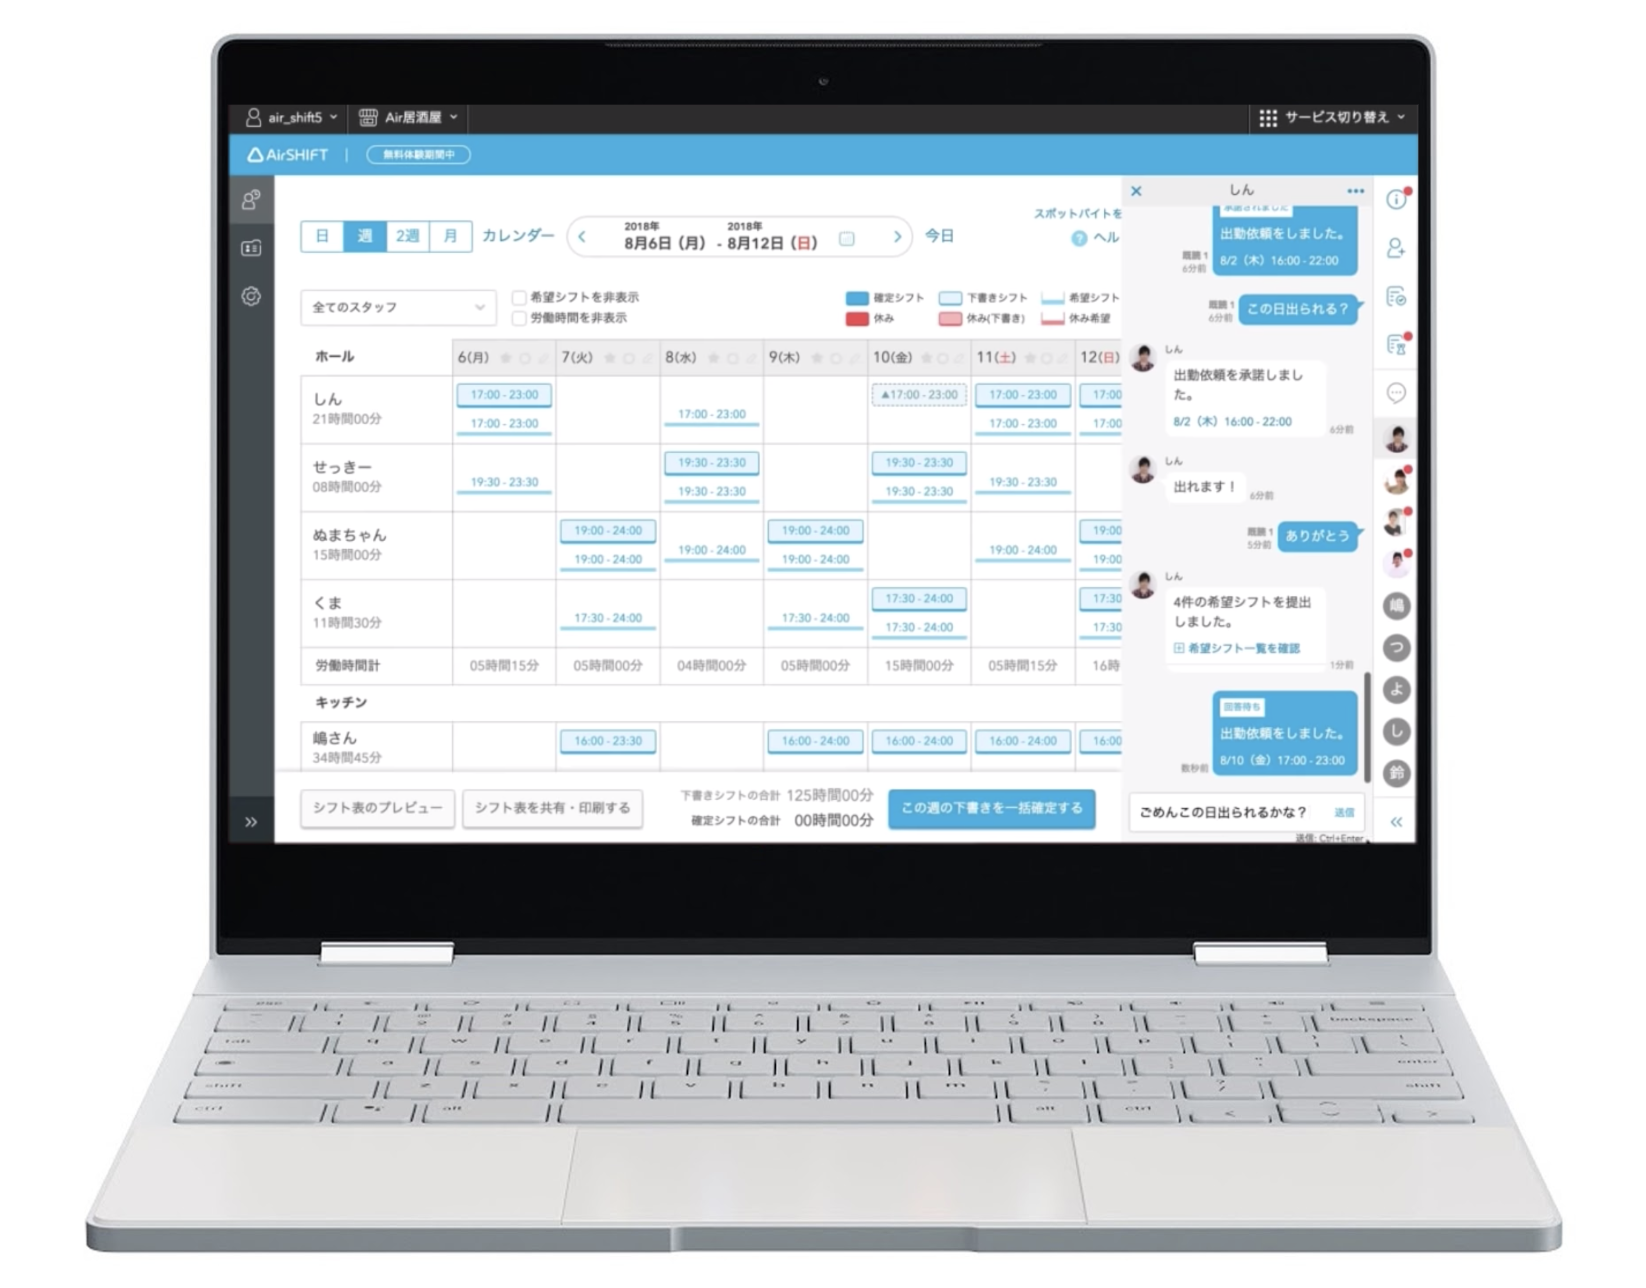 air_shift5
Air居酒屋
サービス切り替え
AirSHIFT
無料体験期間中
日 週 2週 月 カレンダー
2018年 2018年
8月6日（月） - 8月12日（日）
今日
スポットバイトを
? ヘル
全てのスタッフ
希望シフトを非表示
労働時間を非表示
確定シフト 下書きシフト 希望シフト
休み 休み(下書き) 休み希望
ホール 6(月) 7(火) 8(水) 9(木) 10(金) 11(土) 12(日)
しん 17:00 - 23:00 ▲17:00 - 23:00 17:00 - 23:00 17:00
21時間00分 17:00 - 23:00 17:00 - 23:00 17:00 - 23:00 17:00
せっきー 19:30 - 23:30 19:30 - 23:30
08時間00分 19:30 - 23:30 19:30 - 23:30 19:30 - 23:30 19:30 - 23:30
ぬまちゃん 19:00 - 24:00 19:00 - 24:00 19:00
15時間00分 19:00 - 24:00 19:00 - 24:00 19:00 - 24:00 19:00 - 24:00 19:00
くま 17:30 - 24:00 17:30
11時間30分 17:30 - 24:00 17:30 - 24:00 17:30 - 24:00 17:30
労働時間計 05時間15分 05時間00分 04時間00分 05時間00分 15時間00分 05時間15分 16時
キッチン
嶋さん 16:00 - 23:30 16:00 - 24:00 16:00 - 24:00 16:00 - 24:00 16:00
34時間45分
シフト表のプレビュー
シフト表を共有・印刷する
下書きシフトの合計 125時間00分
確定シフトの合計 00時間00分
この週の下書きを一括確定する
しん
承諾されました
出勤依頼をしました。
8/2（木）16:00 - 22:00
既読 1
6分前
この日出られる？
既読 1
6分前
しん
出勤依頼を承諾しまし
た。
8/2（木）16:00 - 22:00
6分前
しん
出れます！
6分前
ありがとう
既読 1
5分前
しん
4件の希望シフトを提出
しました。
希望シフト一覧を確認
1分前
回答待ち
出勤依頼をしました。
8/10（金）17:00 - 23:00
数秒前
ごめんこの日出られるかな？
送信
送信: Ctrl+Enter
嶋
つ
よ
し
鈴
esc
1 2 3 4 5 6 7 8 9 0 backspace
tab q w e r t y u i o p
a s d f g h j k l enter
shift z x c v b n m shift
ctrl alt alt ctrl